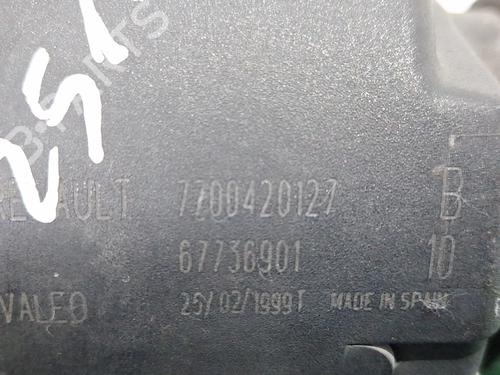 RENAULT 7700420127 B
67736901 10
VALEO 25/02/1999T MADE IN SPAIN